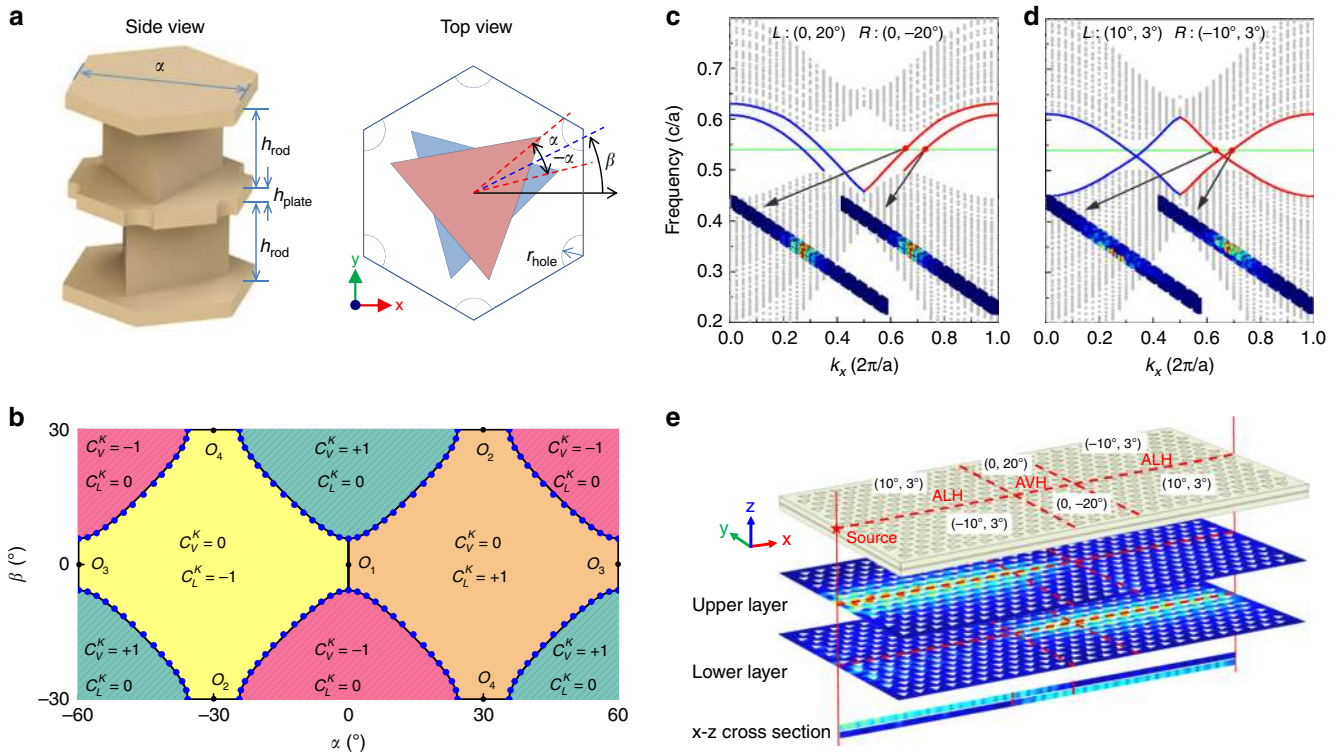 a
Side view
Top view
α
h_rod
h_plate
h_rod
α
−α
β
r_hole
y
x
b
30
0
−30
β (°)
−60
−30
0
30
60
α (°)
C_V^K = −1
C_L^K = 0
O_4
C_V^K = +1
C_L^K = 0
O_2
C_V^K = −1
C_L^K = 0
O_3
C_V^K = 0
C_L^K = −1
O_1
C_V^K = 0
C_L^K = +1
O_3
C_V^K = +1
C_L^K = 0
O_2
C_V^K = −1
C_L^K = 0
O_4
C_V^K = +1
C_L^K = 0
c
L : (0, 20°) R : (0, −20°)
0.8
0.7
0.6
0.5
0.4
0.3
0.2
Frequency (c/a)
0.0 0.2 0.4 0.6 0.8 1.0
k_x (2π/a)
d
L : (10°, 3°) R : (−10°, 3°)
0.0 0.2 0.4 0.6 0.8 1.0
k_x (2π/a)
e
(−10°, 3°)
(0, 20°)
ALH
(10°, 3°)
AVH
(10°, 3°)
ALH
(0, −20°)
(−10°, 3°)
z
y
x
Source
Upper layer
Lower layer
x-z cross section